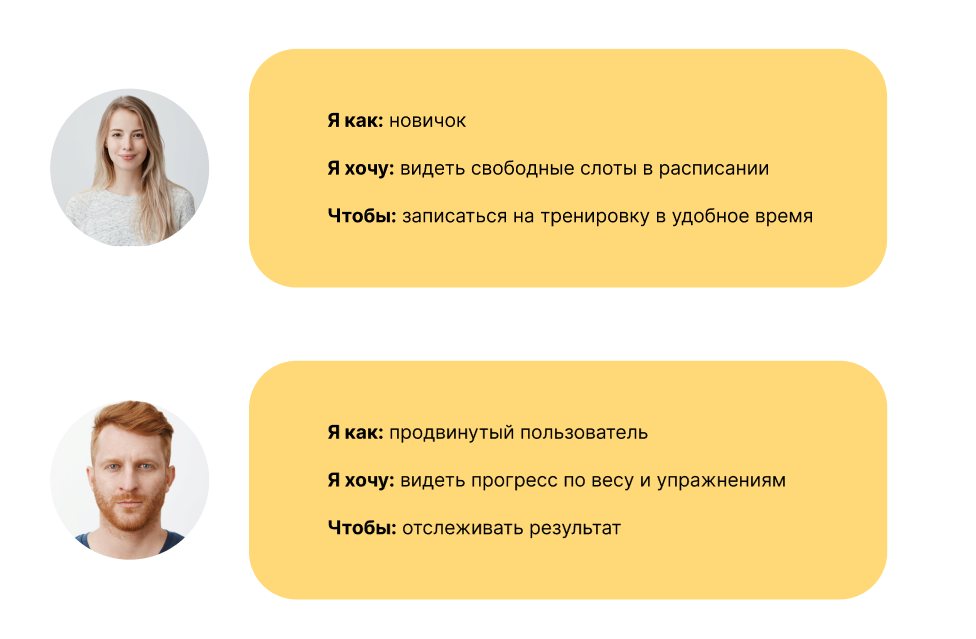 Я как: новичок
Я хочу: видеть свободные слоты в расписании
Чтобы: записаться на тренировку в удобное время
Я как: продвинутый пользователь
Я хочу: видеть прогресс по весу и упражнениям
Чтобы: отслеживать результат